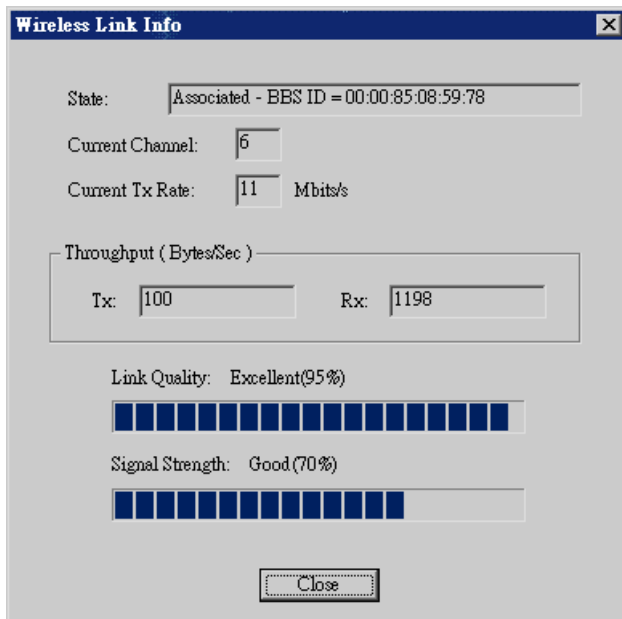 Wireless Link Info
State: Associated - BBS ID = 00:00:85:08:59:78
Current Channel: 6
Current Tx Rate: 11 Mbits/s
Throughput ( Bytes/Sec )
Tx: 100 Rx: 1198
Link Quality: Excellent(95%)
Signal Strength: Good(70%)
Close